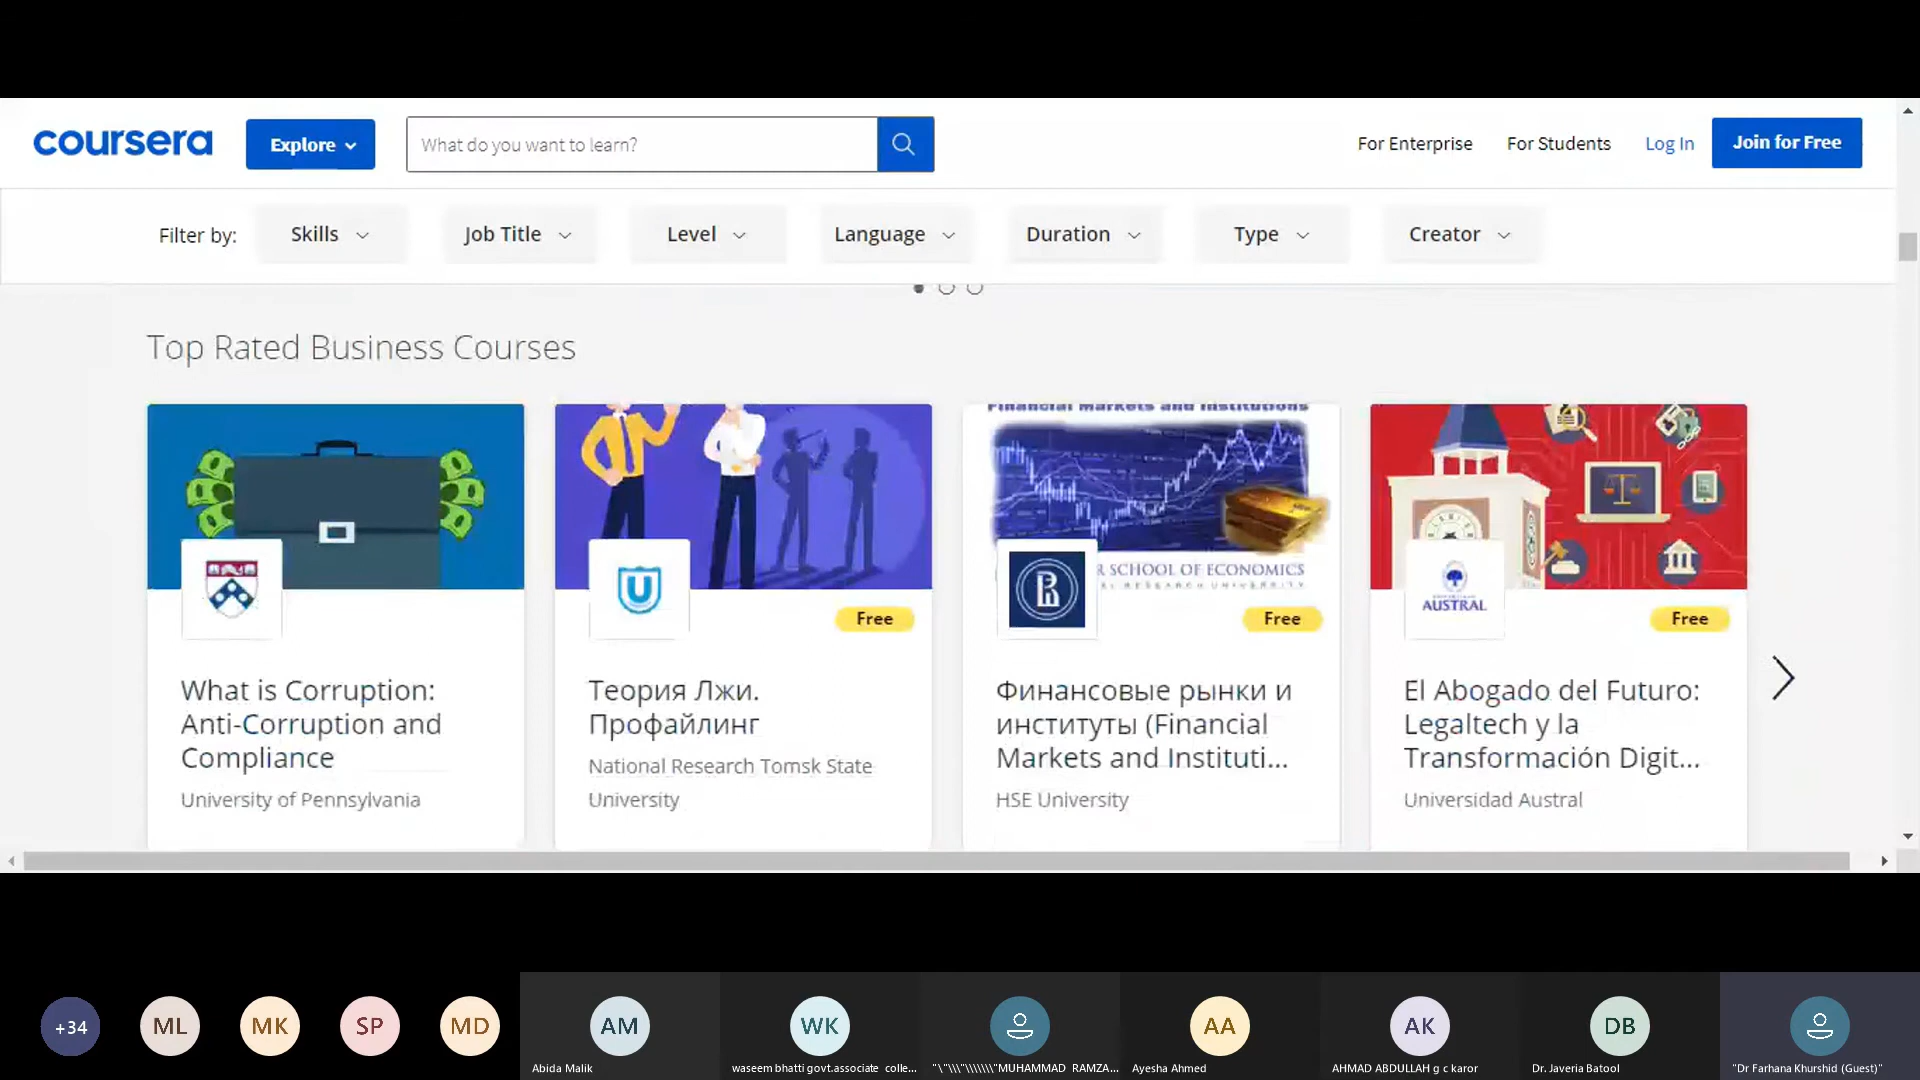 coursera
Explore
What do you want to learn?
For Enterprise
For Students
Log In
Join for Free
Filter by:
Skills
Job Title
Level
Language
Duration
Type
Creator
Top Rated Business Courses
Financial Markets and Institutions
R SCHOOL OF ECONOMICS
L RESEARCH UNIVERSITY
AUSTRAL
Free
Free
Free
What is Corruption:
Anti-Corruption and
Compliance
University of Pennsylvania
Теория Лжи.
Профайлинг
National Research Tomsk State
University
Финансовые рынки и
институты (Financial
Markets and Instituti...
HSE University
El Abogado del Futuro:
Legaltech y la
Transformación Digit...
Universidad Austral
+34
ML
MK
SP
MD
AM
WK
AA
AK
DB
Abida Malik
waseem bhatti govt.associate colle...
"\"\\\"\\\\\\\"MUHAMMAD RAMZA...
Ayesha Ahmed
AHMAD ABDULLAH g c karor
Dr. Javeria Batool
"Dr Farhana Khurshid (Guest)"